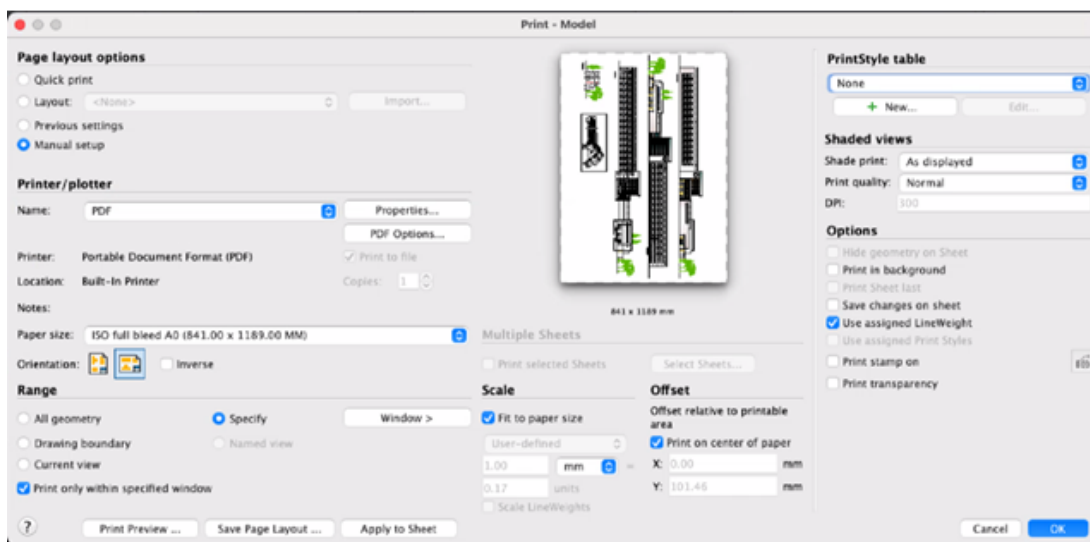 Print - Model
Page layout options
Quick print
Layout: <None> Import...
Previous settings
Manual setup
Printer/plotter
Name: PDF Properties...
PDF Options...
Printer: Portable Document Format (PDF) Print to file
Location: Built-In Printer Copies: 1
Notes:
Paper size: ISO full bleed A0 (841.00 x 1189.00 MM)
Orientation: Inverse
Range
All geometry Specify Window >
Drawing boundary Named view
Current view
Print only within specified window
841 x 1189 mm
Multiple Sheets
Print selected Sheets Select Sheets...
Scale
Fit to paper size
User-defined
1.00 mm =
0.17 units
Scale LineWeights
Offset
Offset relative to printable
area
Print on center of paper
X: 0.00 mm
Y: 101.46 mm
PrintStyle table
None
+ New... Edit...
Shaded views
Shade print: As displayed
Print quality: Normal
DPI: 300
Options
Hide geometry on Sheet
Print in background
Print Sheet last
Save changes on sheet
Use assigned LineWeight
Use assigned Print Styles
Print stamp on
Print transparency
? Print Preview ... Save Page Layout ... Apply to Sheet Cancel OK